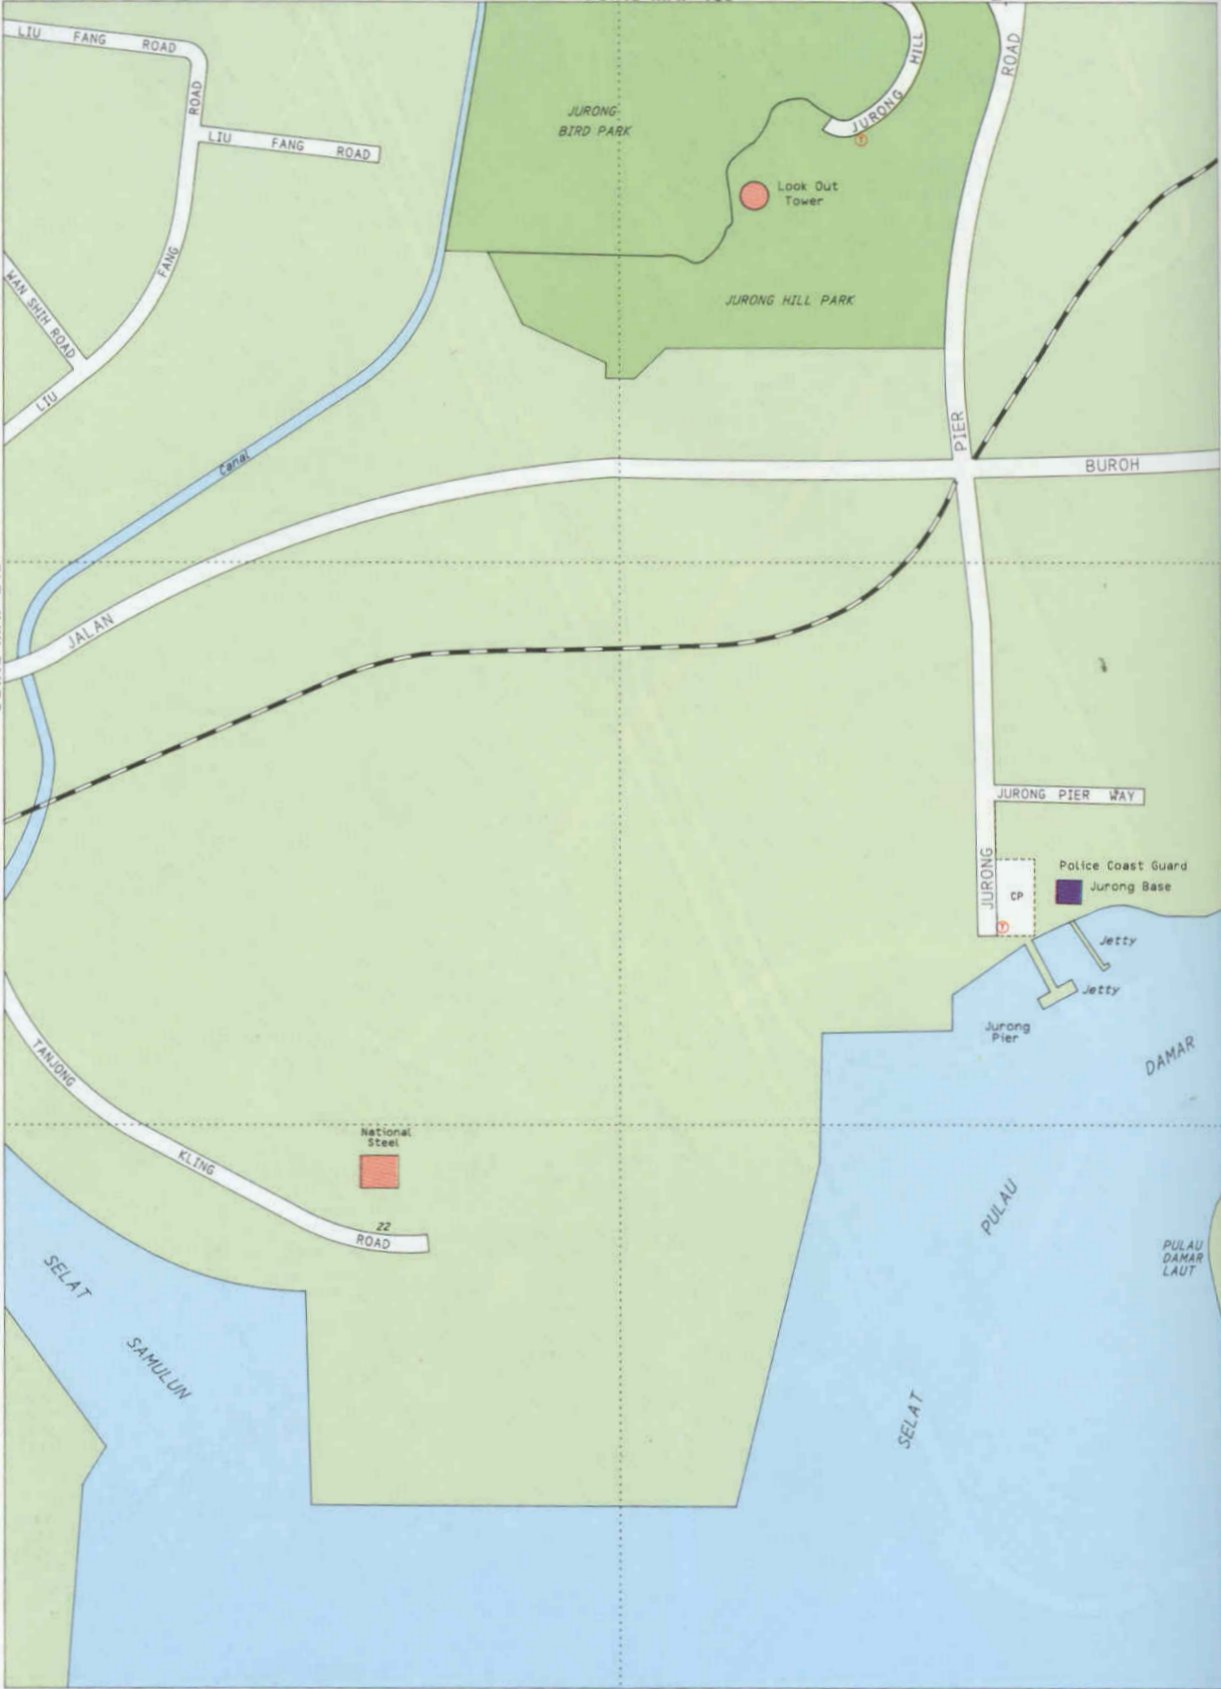 LIU FANG ROAD
ROAD
LIU FANG ROAD
FANG
WAN SHIH ROAD
LIU
JURONG
BIRD PARK
HILL
JURONG
T
ROAD
Look Out
Tower
JURONG HILL PARK
PIER
BUROH
Canal
JALAN
JURONG PIER WAY
JURONG
CP
T
Police Coast Guard
Jurong Base
Jetty
Jetty
Jurong
Pier
DAMAR
TANJONG
KLING
National
Steel
22
ROAD
PULAU
PULAU
DAMAR
LAUT
SELAT
SAMULUN
SELAT